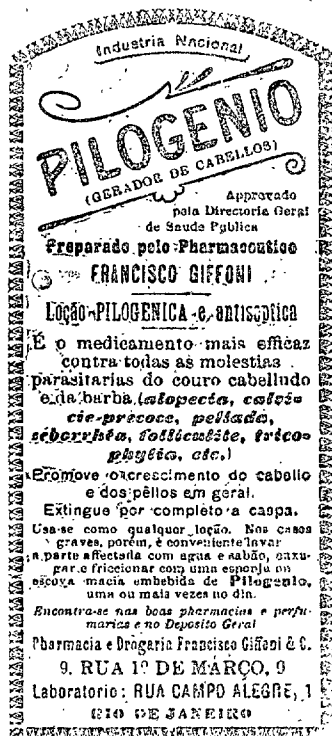 Industria Nacional
PILOGENIO
(GERADOR DE CABELLOS)
Approvado
pela Directoria Geral
de Saude Publica
Preparado pelo Pharmaceutico
FRANCISCO GIFFONI
Loção PILOGENICA e antiseptica
É o medicamento mais efficaz
contra todas as molestias
parasitarias do couro cabelludo
e da barba (alopecia, calvi-
cie precoce, pellada,
seborrhéa, folliculite, trico-
phytia, etc.)
Promove o crescimento do cabello
e dos pêllos em geral.
Extingue por completo a caspa.
Usa-se como qualquer loção. Nos casos
graves, porém, é conveniente lavar
a parte affectada com agua e sabão, enxu-
gar e friccionar com uma esponja ou
escova macia embebida de Pilogenio,
uma ou mais vezes no dia.
Encontra-se nas boas pharmacias e perfu-
marias e no Deposito Geral
Pharmacia e Drogaria Francisco Giffoni & C.
9, RUA 1º DE MARÇO, 9
Laboratorio: RUA CAMPO ALEGRE, 1
RIO DE JANEIRO